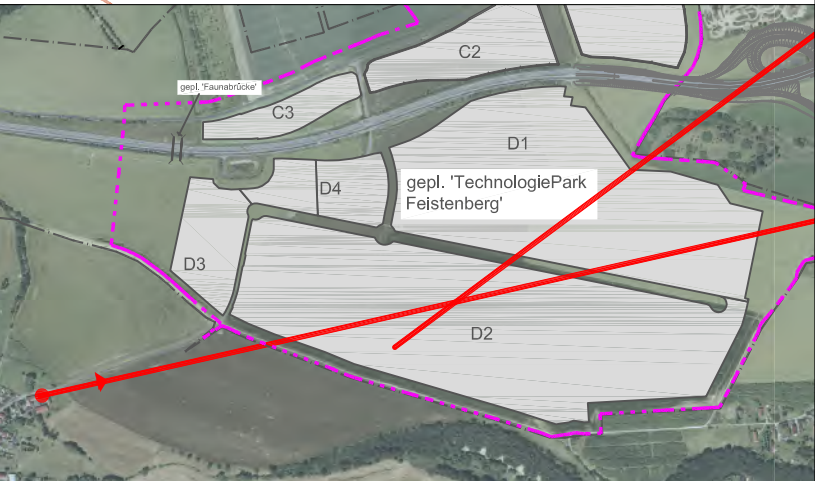 C2
gepl. 'Faunabrücke'
C3
D1
D4
gepl. 'TechnologiePark
Feistenberg'
D3
D2